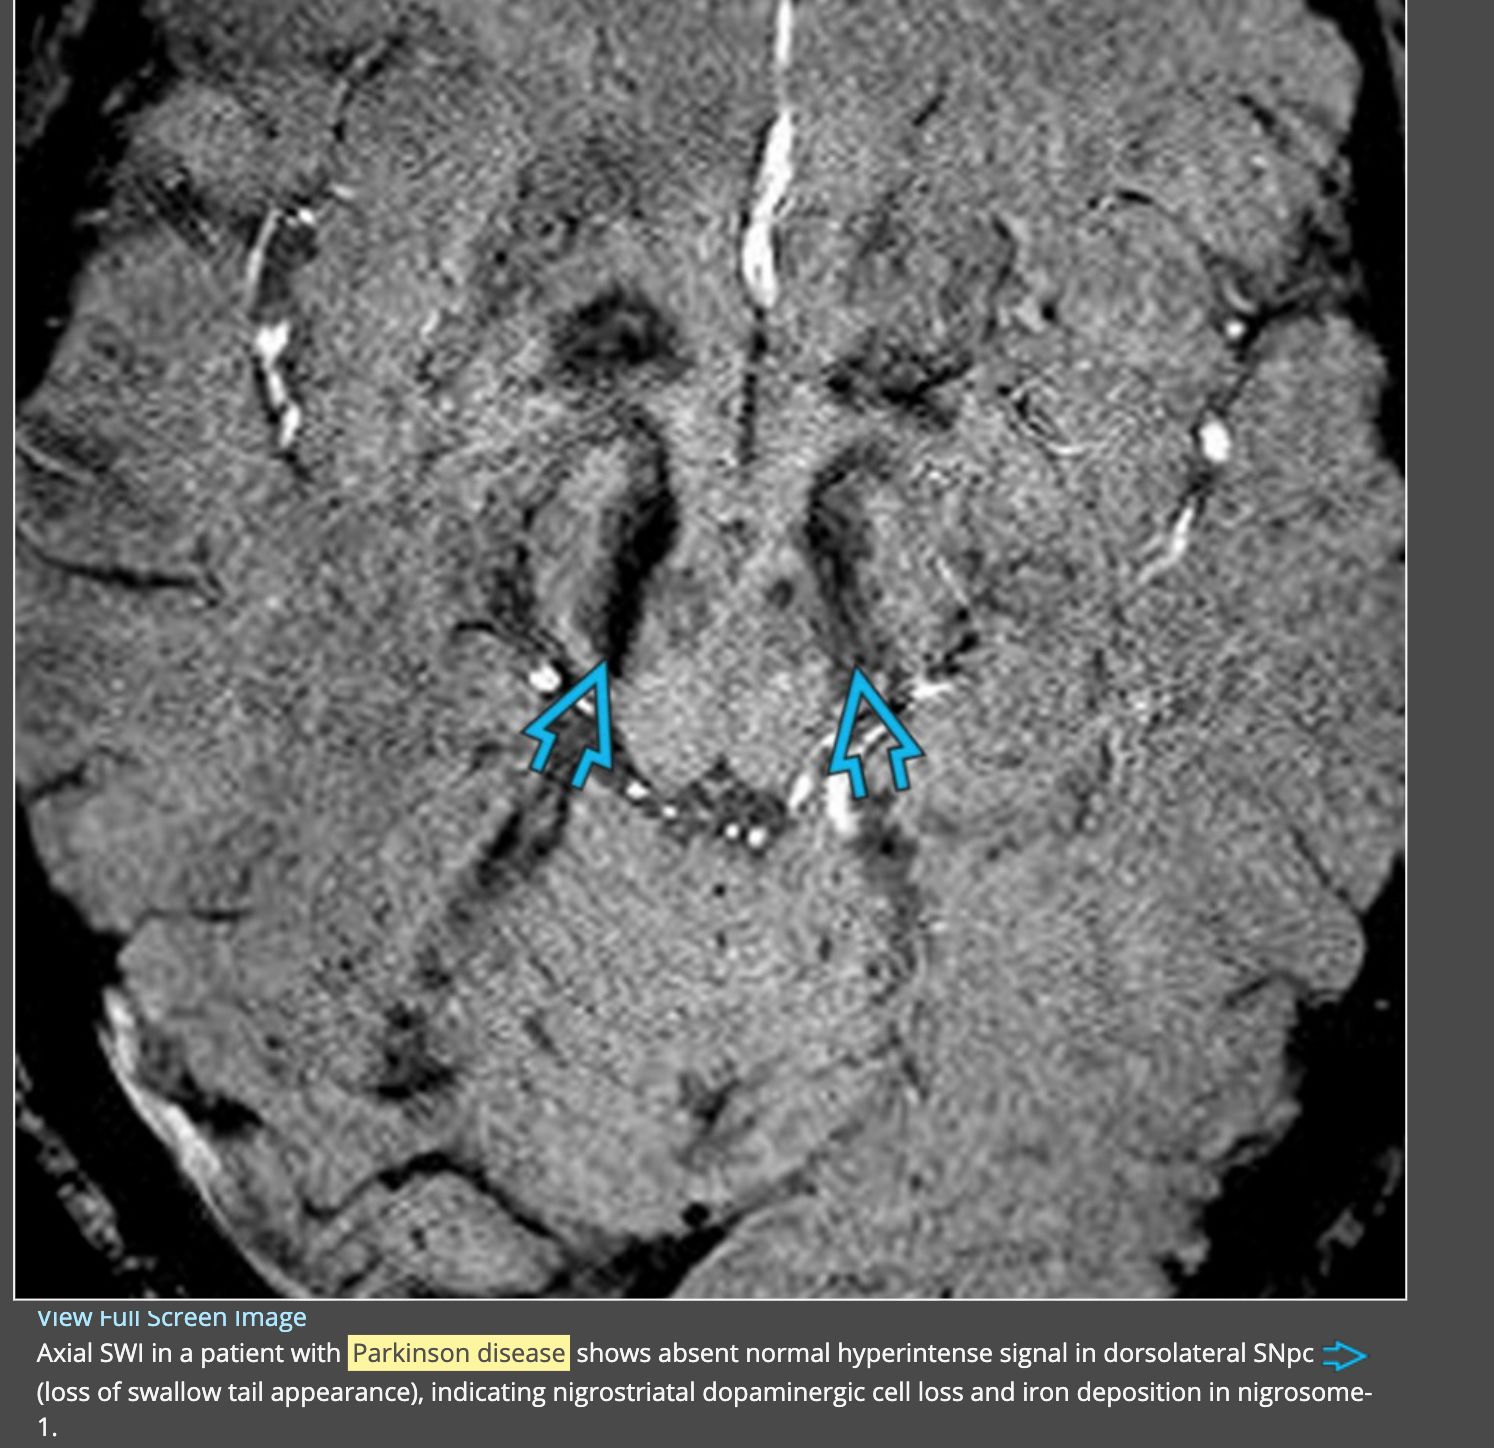 View Full Screen Image
Axial SWI in a patient with Parkinson disease shows absent normal hyperintense signal in dorsolateral SNpc
(loss of swallow tail appearance), indicating nigrostriatal dopaminergic cell loss and iron deposition in nigrosome-
1.